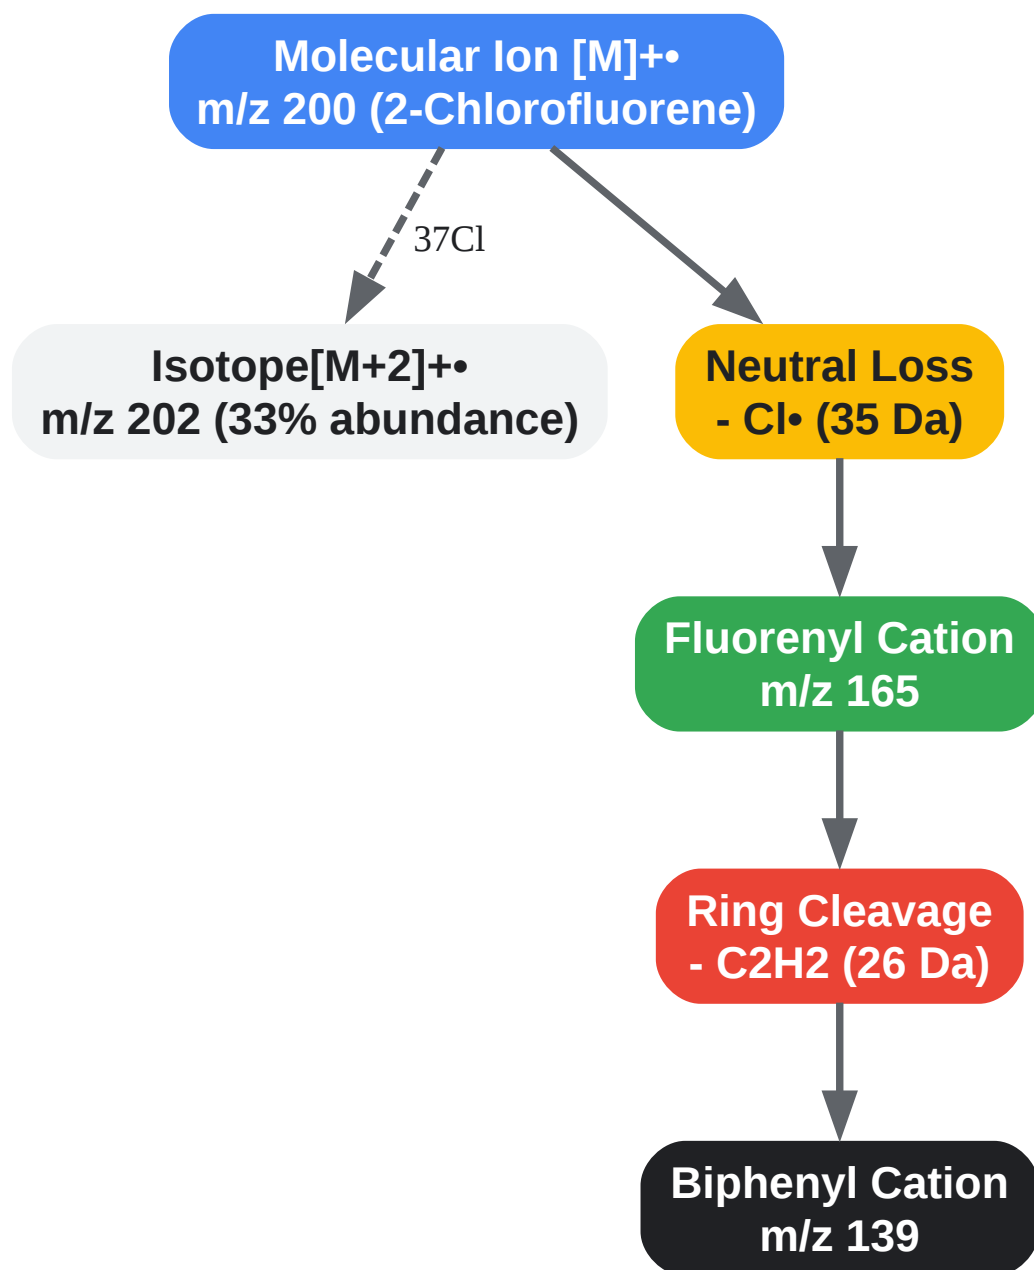 Molecular Ion [M]+•
m/z 200 (2-Chlorofluorene)
37Cl
Isotope[M+2]+•
m/z 202 (33% abundance)
Neutral Loss
- Cl• (35 Da)
Fluorenyl Cation
m/z 165
Ring Cleavage
- C2H2 (26 Da)
Biphenyl Cation
m/z 139